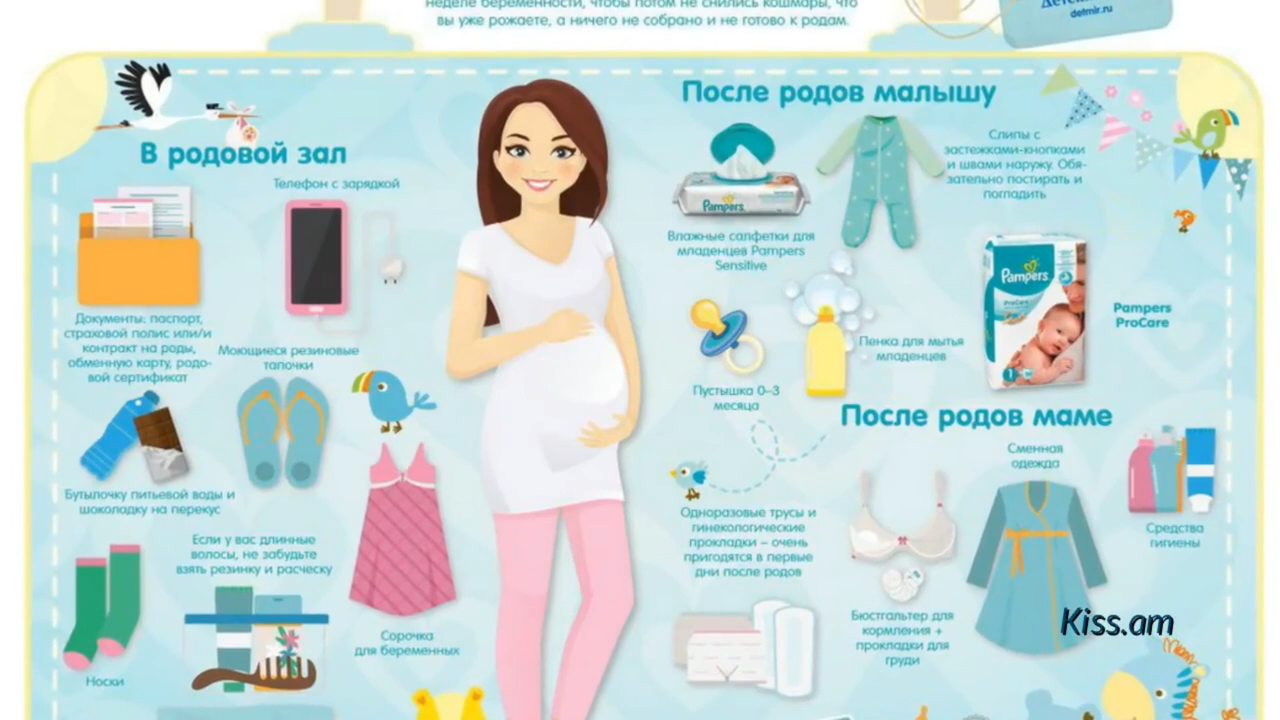 неделе беременности, чтобы потом не снились кошмары, что
вы уже рожаете, а ничего не собрано и не готово к родам.
detmir.ru
В родовой зал
Телефон с зарядкой
Документы: паспорт,
страховой полис или/и
контракт на роды,
обменную карту, родо-
вой сертификат
Моющиеся резиновые
тапочки
Бутылочку питьевой воды и
шоколадку на перекус
Если у вас длинные
волосы, не забудьте
взять резинку и расческу
Носки
Сорочка
для беременных
После родов малышу
Pampers
Влажные салфетки для
младенцев Pampers
Sensitive
Слипы с
застежками-кнопками
и швами наружу. Обя-
зательно постирать и
погладить
Pampers
ProCare
1
Pampers
ProCare
Пенка для мытья
младенцев
Пустышка 0–3
месяца
После родов маме
Одноразовые трусы и
гинекологические
прокладки – очень
пригодятся в первые
дни после родов
Бюстгальтер для
кормления +
прокладки для
груди
Сменная
одежда
Средства
гигиены
Kiss.am